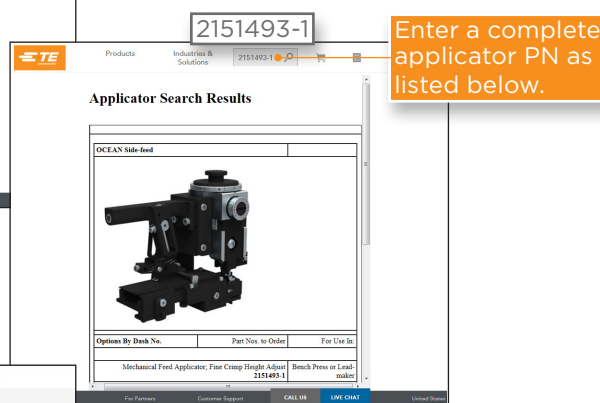 2151493-1
Enter a complete
applicator PN as
listed below.
TE
Products
Industries &
Solutions
2151493-1
Applicator Search Results
OCEAN Side-feed
Options By Dash No.
Part Nos. to Order
For Use In:
Mechanical Feed Applicator; Fine Crimp Height Adjust
2151493-1
Bench Press or Lead-
maker
For Partners
Customer Support
CALL US
LIVE CHAT
United States